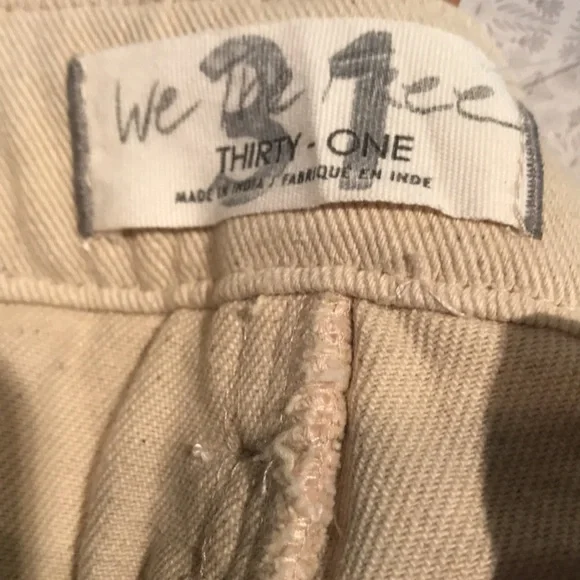 We The Free
31
THIRTY - ONE
MADE IN INDIA / FABRIQUÉ EN INDE